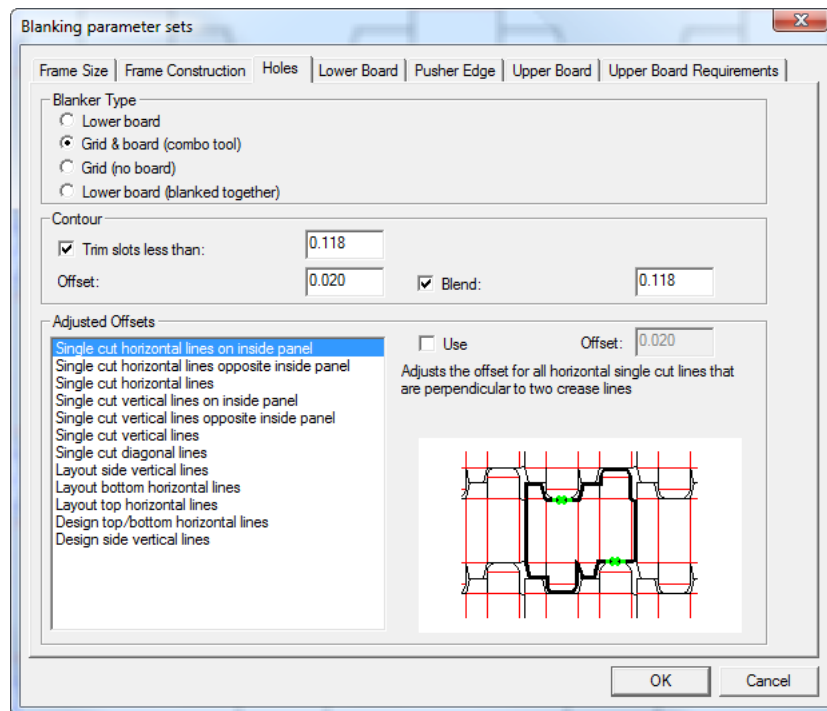 Blanking parameter sets
Frame Size Frame Construction Holes Lower Board Pusher Edge Upper Board Upper Board Requirements
Blanker Type
Lower board
Grid & board (combo tool)
Grid (no board)
Lower board (blanked together)
Contour
Trim slots less than: 0.118
Offset: 0.020 Blend: 0.118
Adjusted Offsets
Single cut horizontal lines on inside panel
Single cut horizontal lines opposite inside panel
Single cut horizontal lines
Single cut vertical lines on inside panel
Single cut vertical lines opposite inside panel
Single cut vertical lines
Single cut diagonal lines
Layout side vertical lines
Layout bottom horizontal lines
Layout top horizontal lines
Design top/bottom horizontal lines
Design side vertical lines
Use Offset: 0.020
Adjusts the offset for all horizontal single cut lines that
are perpendicular to two crease lines
OK Cancel